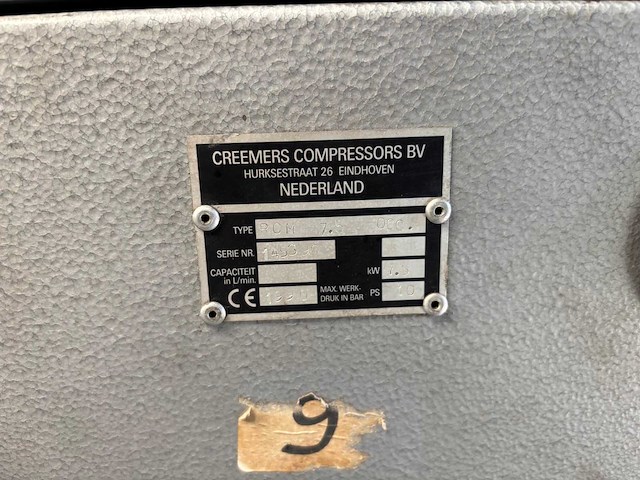 CREEMERS COMPRESSORS BV
HURKSESTRAAT 26 EINDHOVEN
NEDERLAND
TYPE
SERIE NR.
CAPACITEIT in L/min. kW
CE MAX. WERK- DRUK IN BAR PS 10
9